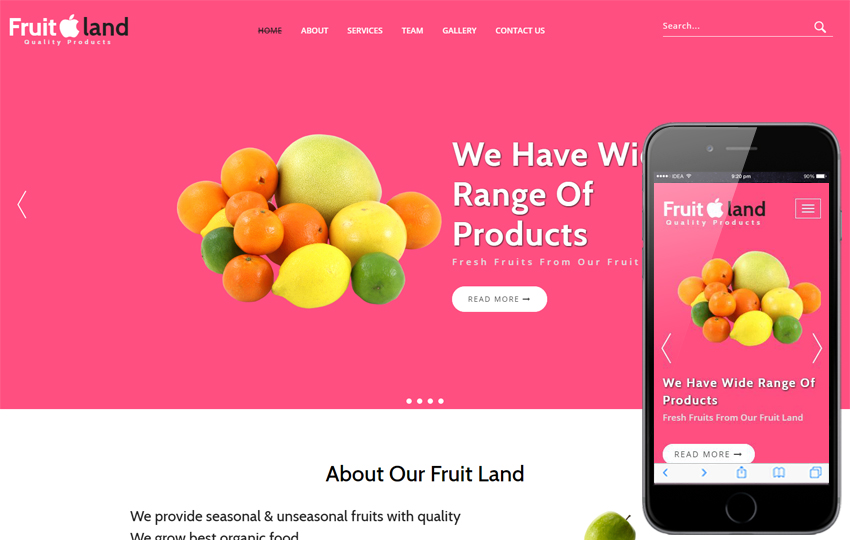 Fruit land
Quality Products
HOME ABOUT SERVICES TEAM GALLERY CONTACT US
Search...
We Have Wi
Range Of
Products
Fresh Fruits From Our Fruit
READ MORE
About Our Fruit Land
We provide seasonal & unseasonal fruits with quality
We grow best organic food
IDEA 9:20 pm 90%
Fruit land
Quality Products
We Have Wide Range Of
Products
Fresh Fruits From Our Fruit Land
READ MORE